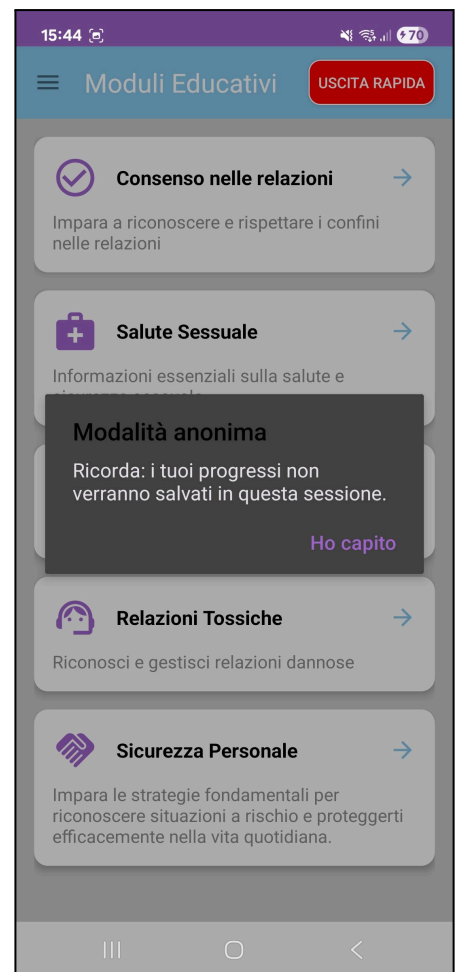 15:44
70
Moduli Educativi
USCITA RAPIDA
Consenso nelle relazioni
Impara a riconoscere e rispettare i confini
nelle relazioni
Salute Sessuale
Informazioni essenziali sulla salute e
Modalità anonima
Ricorda: i tuoi progressi non
verranno salvati in questa sessione.
Ho capito
Relazioni Tossiche
Riconosci e gestisci relazioni dannose
Sicurezza Personale
Impara le strategie fondamentali per
riconoscere situazioni a rischio e proteggerti
efficacemente nella vita quotidiana.